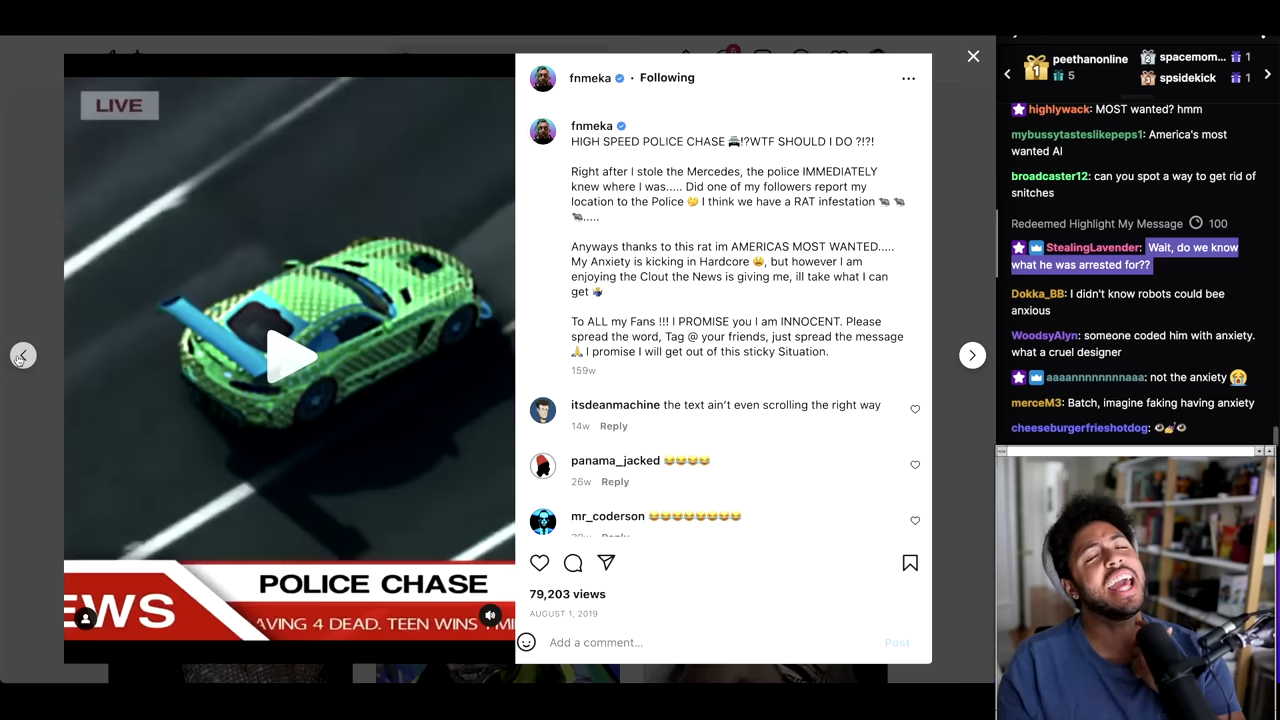 LIVE
EWS
POLICE CHASE
AVING 4 DEAD. TEEN WINS
fnmeka • Following
fnmeka
HIGH SPEED POLICE CHASE 🚔!?WTF SHOULD I DO ?!?!
Right after I stole the Mercedes, the police IMMEDIATELY
knew where I was..... Did one of my followers report my
location to the Police 🤔 I think we have a RAT infestation 🐀 🐀
🐀.....
Anyways thanks to this rat im AMERICAS MOST WANTED.....
My Anxiety is kicking in Hardcore 😩, but however I am
enjoying the Clout the News is giving me, ill take what I can
get 🤷
To ALL my Fans !!! I PROMISE you I am INNOCENT. Please
spread the word, Tag @ your friends, just spread the message
🙏 I promise I will get out of this sticky Situation.
159w
itsdeanmachine the text ain't even scrolling the right way
14w Reply
panama_jacked 😂😂😂😂
26w Reply
mr_coderson 😂😂😂😂😂😂😂😂
Reply
79,203 views
AUGUST 1, 2019
Add a comment...
Post
1 peethanonline
5
2 spacemom... 1
3 spsidekick 1
highlywack: MOST wanted? hmm
mybussytasteslikepeps1: America's most
wanted AI
broadcaster12: can you spot a way to get rid of
snitches
Redeemed Highlight My Message 100
StealingLavender: Wait, do we know
what he was arrested for??
Dokka_BB: I didn't know robots could bee
anxious
WoodsyAlyn: someone coded him with anxiety.
what a cruel designer
aaaannnnnnnaaa: not the anxiety 😭
merceM3: Batch, imagine faking having anxiety
cheeseburgerfrieshotdog: 👁💅👁